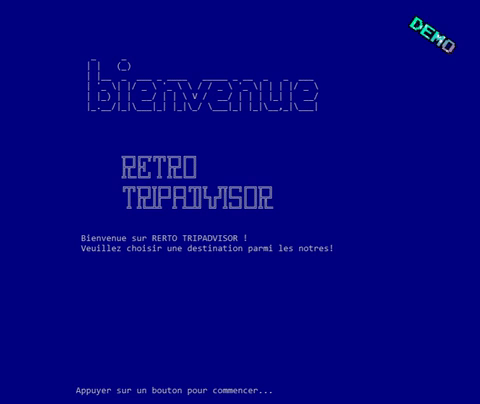 DEMO
bienvenue
RETRO
TRIPADVISOR
Bienvenue sur RERTO TRIPADVISOR !
Veuillez choisir une destination parmi les notres!
Appuyer sur un bouton pour commencer...